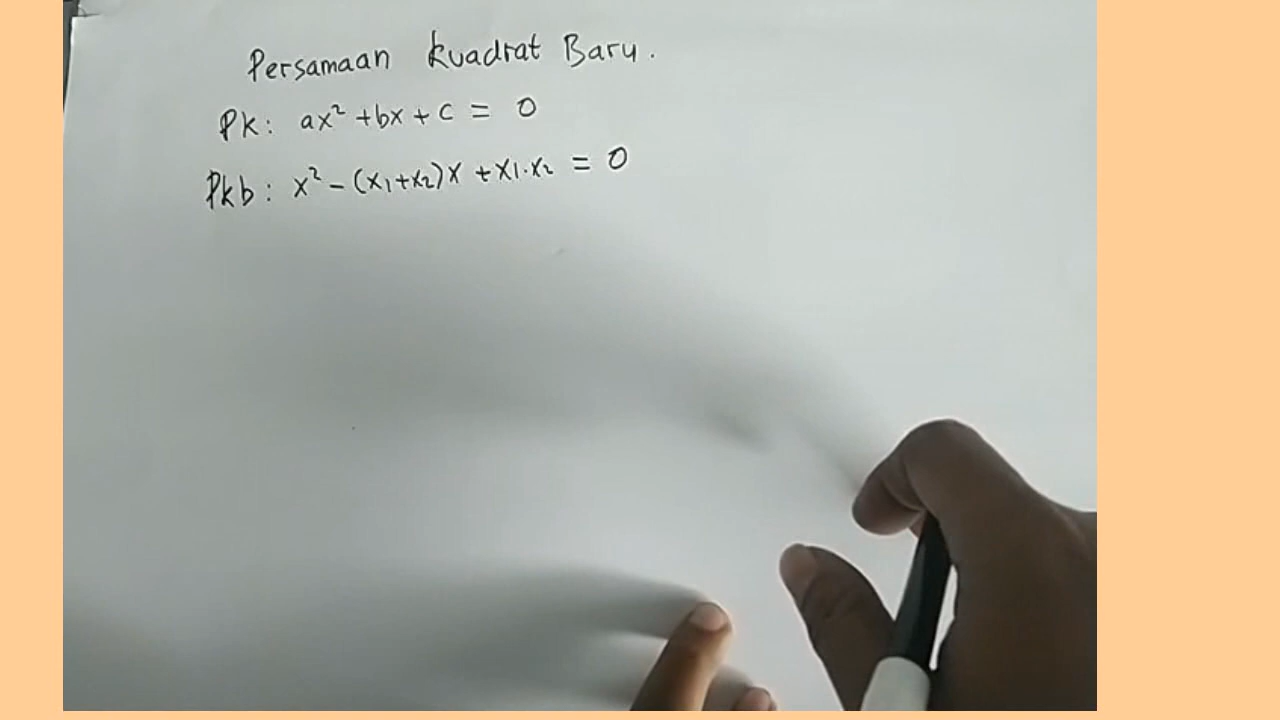 Persamaan kuadrat Baru.
Pk: ax² + bx + c = 0
Pkb: x² - (x₁+x₂)x + x₁.x₂ = 0